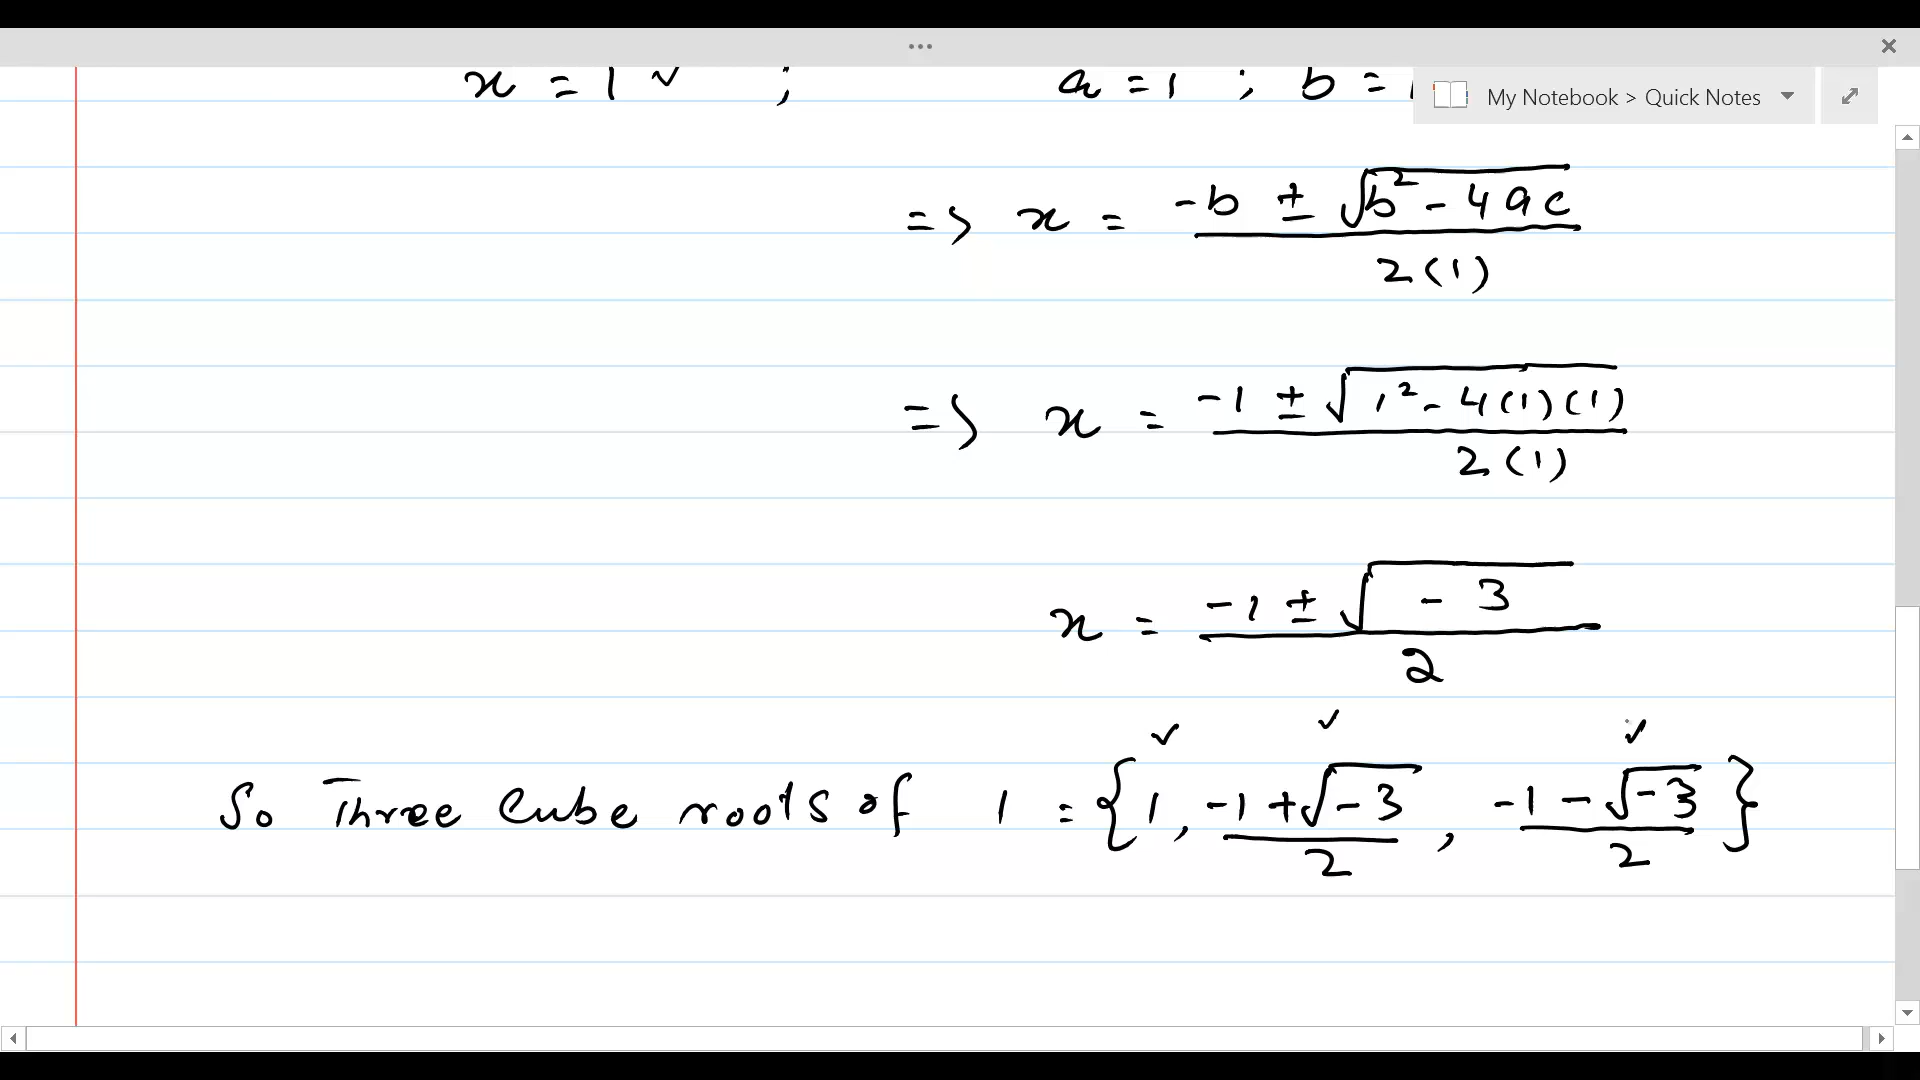 x = 1 ✓ ; a = 1 ; b = 1
My Notebook > Quick Notes
=> x = -b ± √(b² - 4ac) / 2(1)
=> x = -1 ± √(1² - 4(1)(1)) / 2(1)
x = -1 ± √(-3) / 2
So Three Cube roots of 1 = {1, (-1 + √-3)/2, (-1 - √-3)/2}